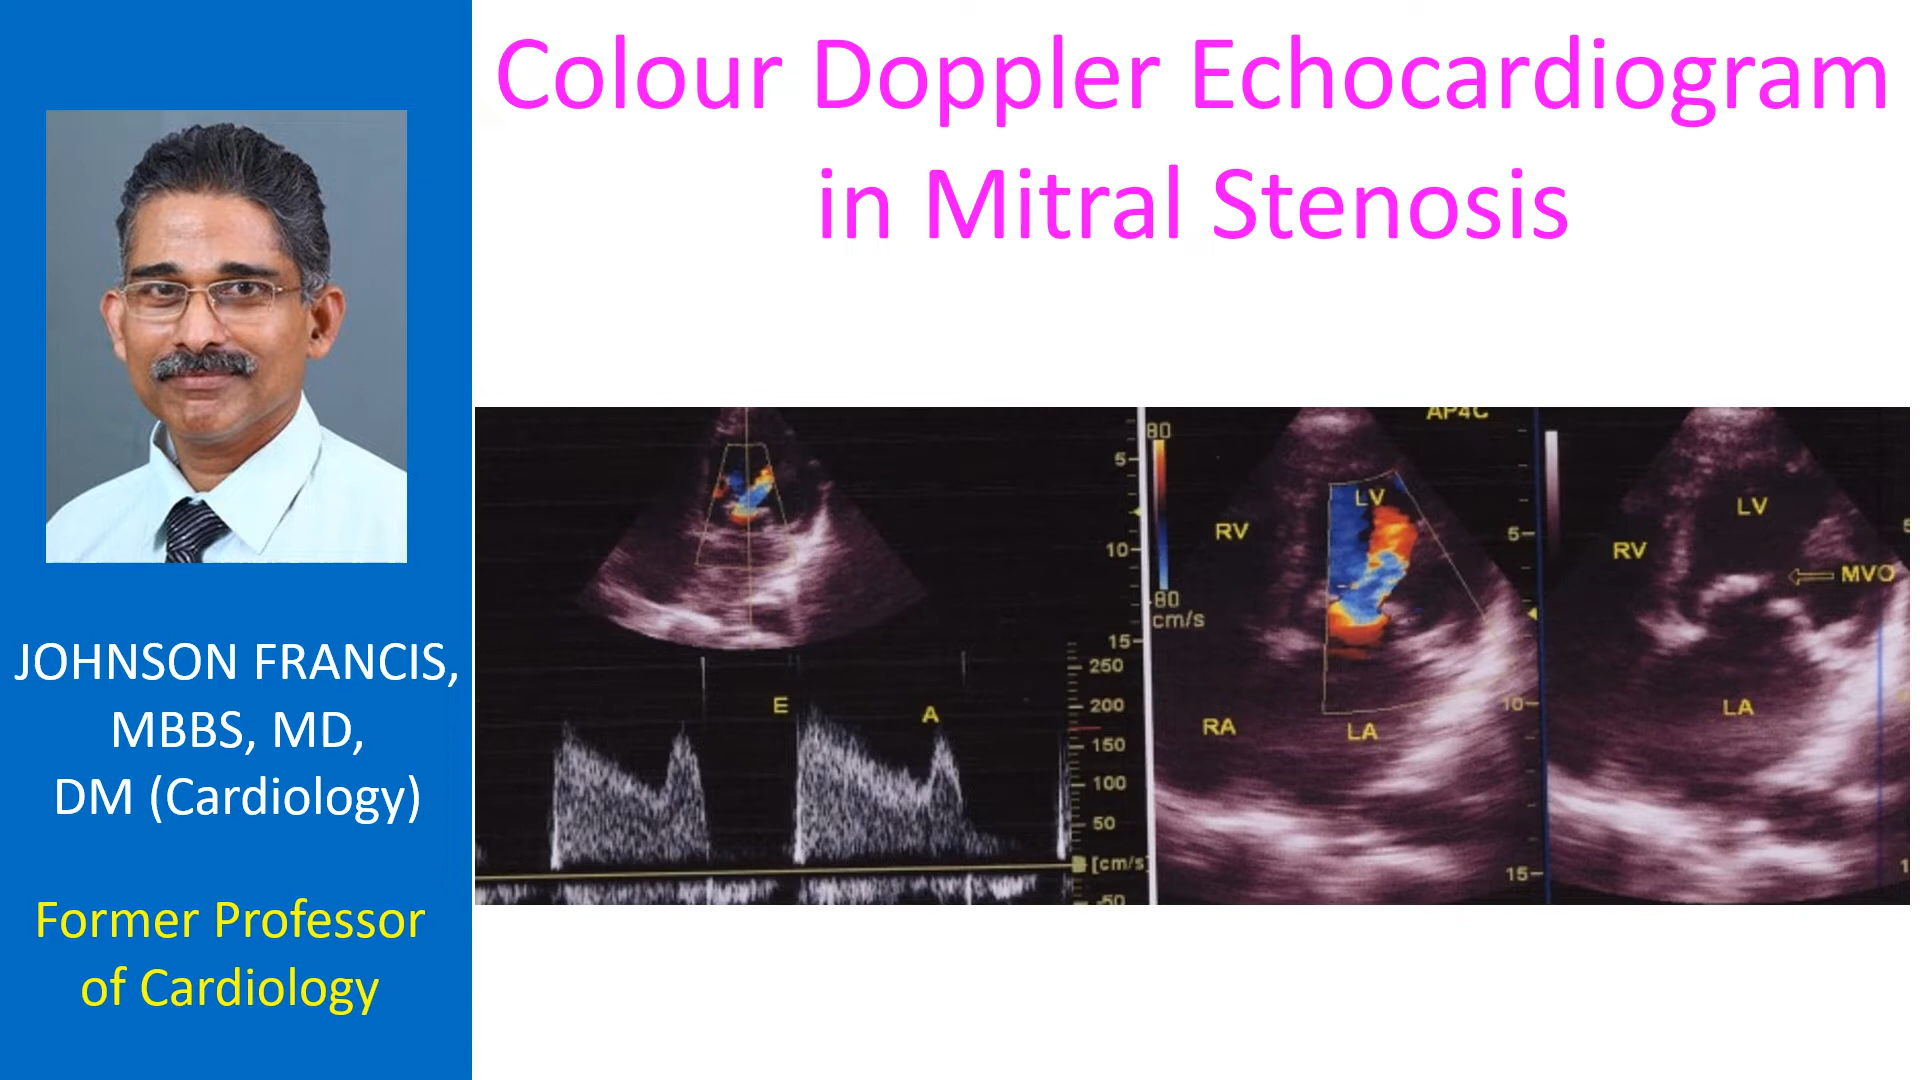 Colour Doppler Echocardiogram
in Mitral Stenosis
JOHNSON FRANCIS,
MBBS, MD,
DM (Cardiology)
Former Professor
of Cardiology
5
10
15
250
200
150
100
50
[cm/s
-50
E
A
AP4C
80
-80
cm/s
LV
RV
RA
LA
5
10
15
LV
RV
MVO
LA